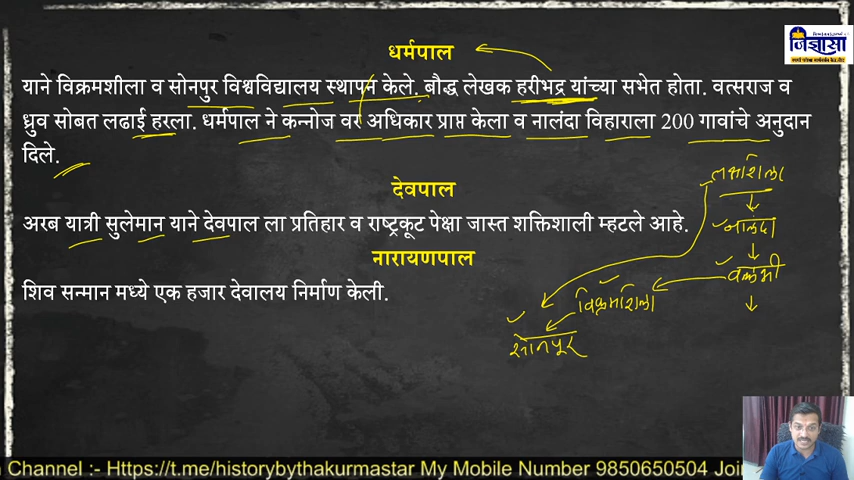 धर्मपाल
याने विक्रमशीला व सोनपुर विश्वविद्यालय स्थापन केले. बौद्ध लेखक हरीभद्र यांच्या सभेत होता. वत्सराज व
ध्रुव सोबत लढाई हरला. धर्मपाल ने कन्नोज वर अधिकार प्राप्त केला व नालंदा विहाराला 200 गावांचे अनुदान
दिले.
देवपाल
अरब यात्री सुलेमान याने देवपाल ला प्रतिहार व राष्ट्रकूट पेक्षा जास्त शक्तिशाली म्हटले आहे.
नारायणपाल
शिव सन्मान मध्ये एक हजार देवालय निर्माण केली.
तक्षशिला
नालंदा
वल्लभी
विक्रमशिला
सोनपूर
जिज्ञासा
Channel :- Https://t.me/historybythakurmastar My Mobile Number 9850650504 Joi